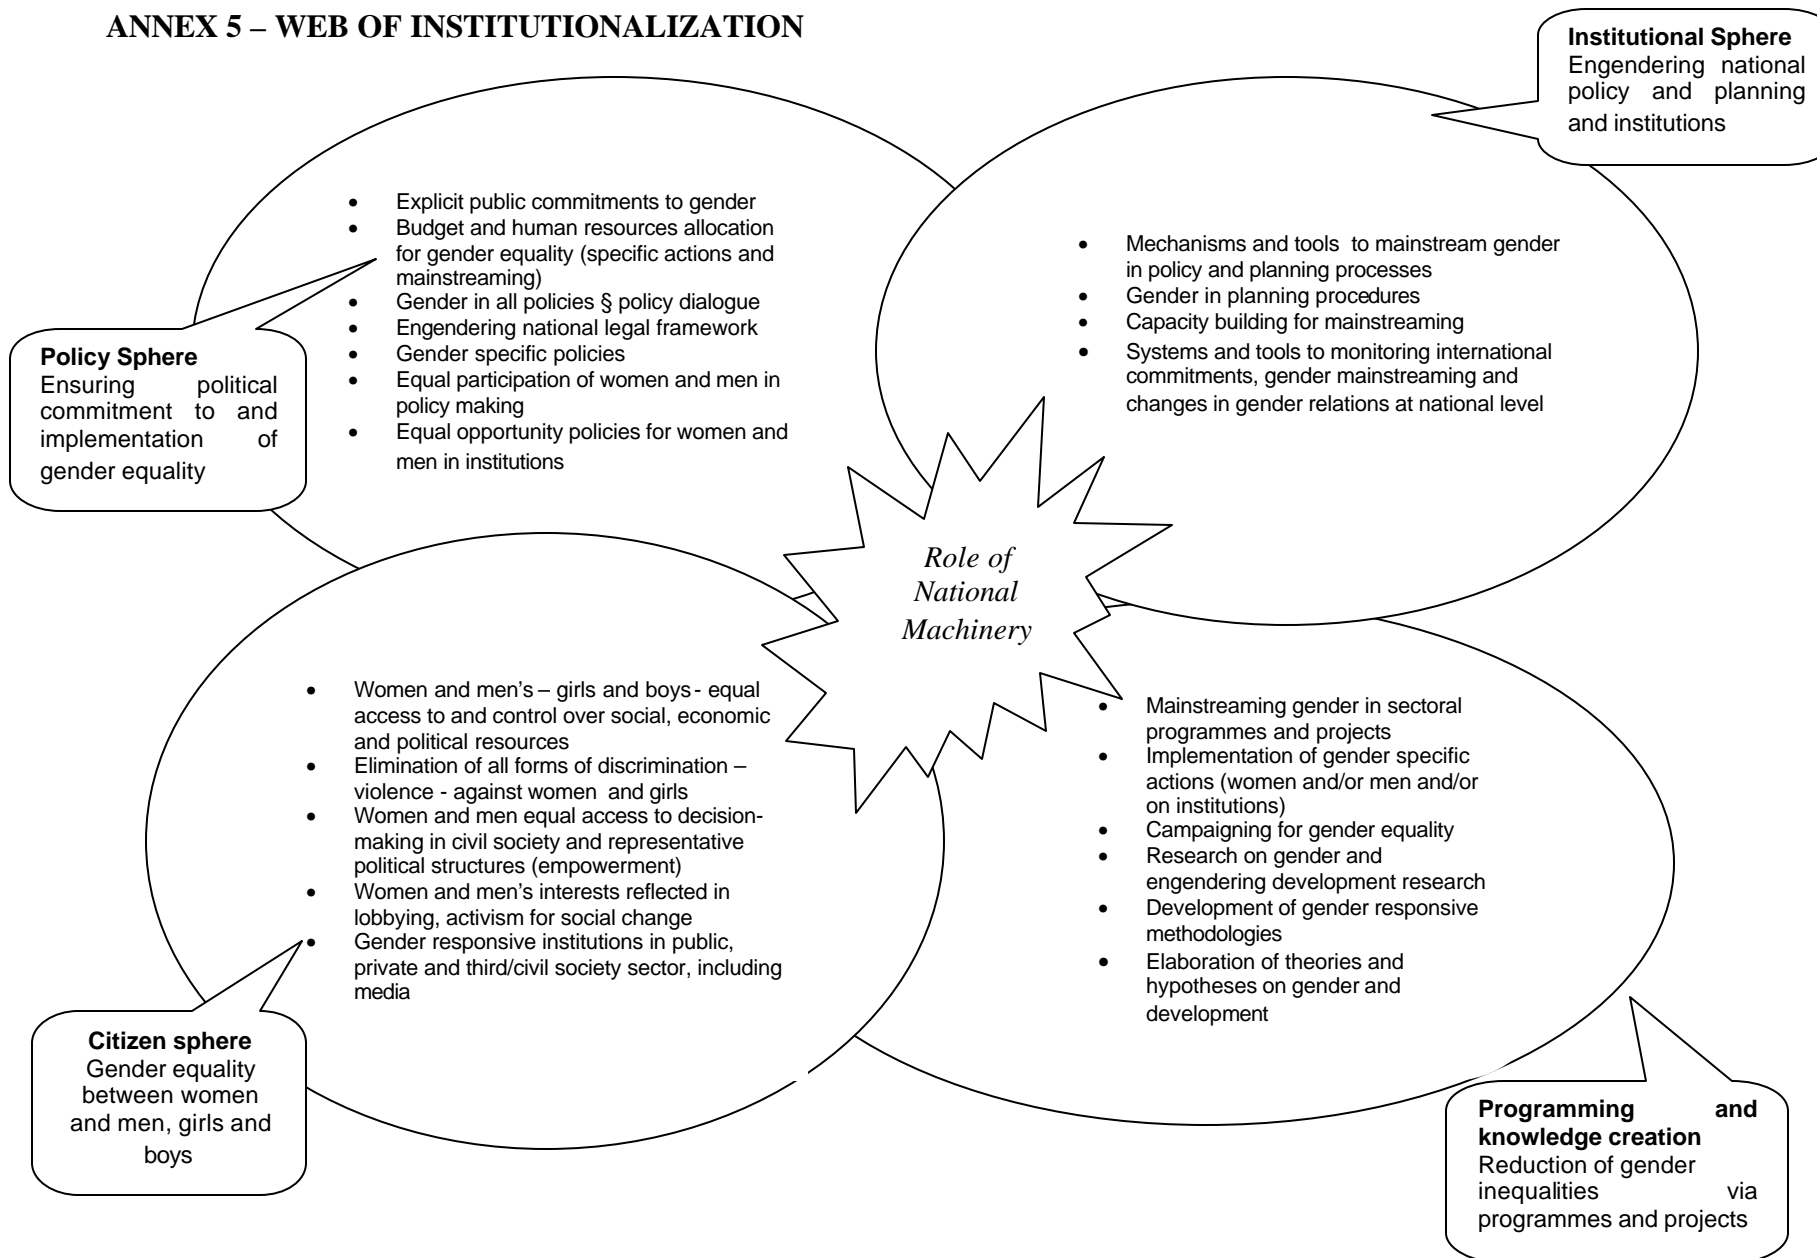 ANNEX 5 – WEB OF INSTITUTIONALIZATION
Institutional Sphere
Engendering national
policy and planning
and institutions
• Explicit public commitments to gender
• Budget and human resources allocation
for gender equality (specific actions and
mainstreaming)
• Gender in all policies § policy dialogue
• Engendering national legal framework
• Gender specific policies
• Equal participation of women and men in
policy making
• Equal opportunity policies for women and
men in institutions
• Mechanisms and tools to mainstream gender
in policy and planning processes
• Gender in planning procedures
• Capacity building for mainstreaming
• Systems and tools to monitoring international
commitments, gender mainstreaming and
changes in gender relations at national level
Policy Sphere
Ensuring political
commitment to and
implementation of
gender equality
Role of
National
Machinery
• Women and men’s – girls and boys - equal
access to and control over social, economic
and political resources
• Elimination of all forms of discrimination –
violence - against women and girls
• Women and men equal access to decision-
making in civil society and representative
political structures (empowerment)
• Women and men’s interests reflected in
lobbying, activism for social change
• Gender responsive institutions in public,
private and third/civil society sector, including
media
• Mainstreaming gender in sectoral
programmes and projects
• Implementation of gender specific
actions (women and/or men and/or
on institutions)
• Campaigning for gender equality
• Research on gender and
engendering development research
• Development of gender responsive
methodologies
• Elaboration of theories and
hypotheses on gender and
development
Citizen sphere
Gender equality
between women
and men, girls and
boys
Programming and
knowledge creation
Reduction of gender
inequalities via
programmes and projects